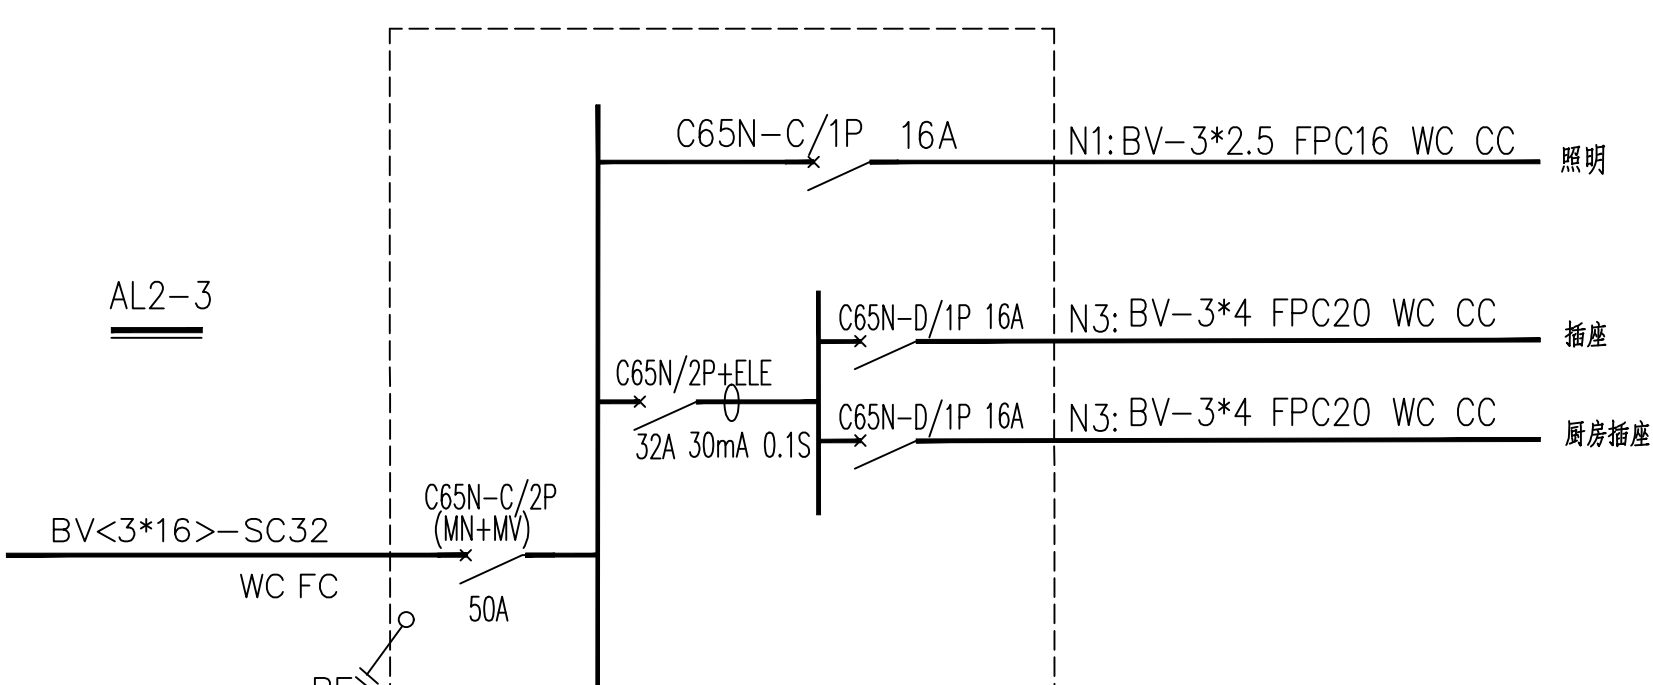 C65N-C/1P 16A
N1:BV-3*2.5 FPC16 WC CC
照明
AL2-3
C65N-D/1P 16A
N3: BV-3*4 FPC20 WC CC
插座
C65N/2P+ELE
32A 30mA 0.1S
C65N-D/1P 16A
N3: BV-3*4 FPC20 WC CC
厨房插座
C65N-C/2P
(MN+MV)
BV<3*16>-SC32
WC FC
50A